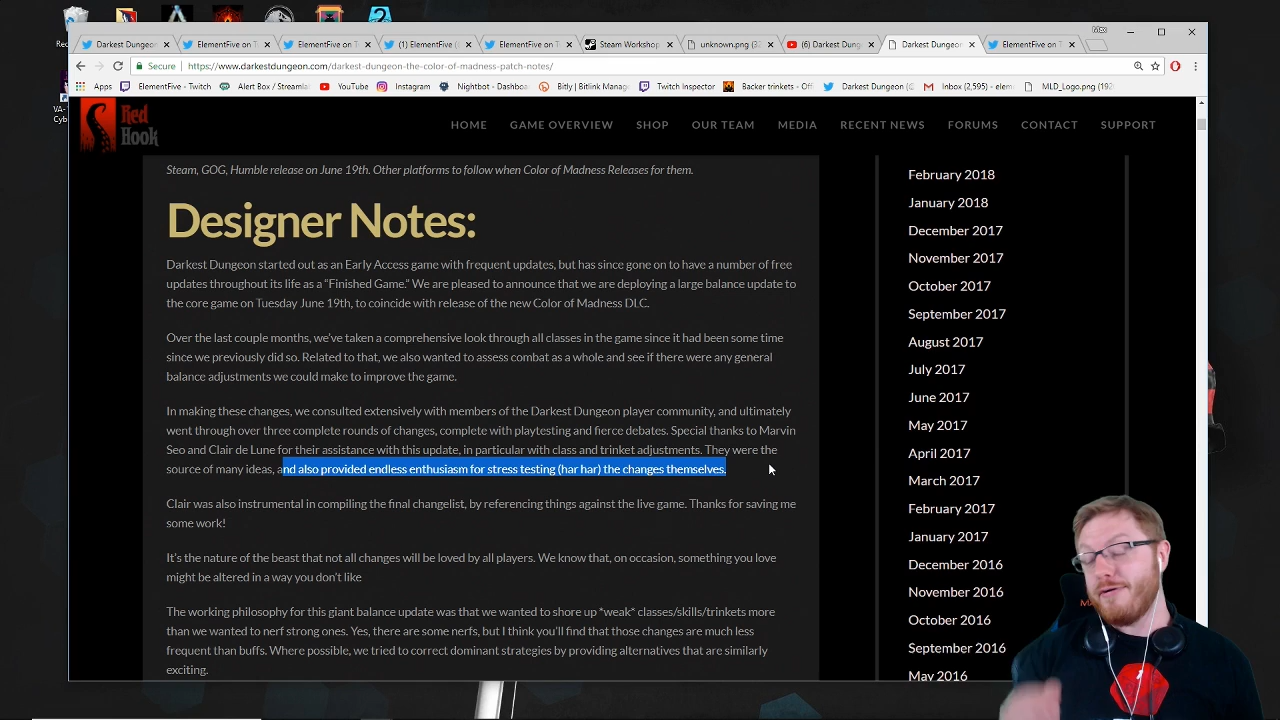 Rec
Darkest Dungeon
ElementFive on T
ElementFive on T
(1) ElementFive (
ElementFive on T
Steam Workshop
unknown.png (32
(6) Darkest Dung
Darkest Dungeon
ElementFive on T
Secure
https://www.darkestdungeon.com/darkest-dungeon-the-color-of-madness-patch-notes/
Apps
ElementFive - Twitch
Alert Box / Streamla
YouTube
Instagram
Nightbot - Dashboa
Bitly | Bitlink Manag
Twitch Inspector
Backer trinkets - Off
Darkest Dungeon (@
Inbox (2,595) - elem
MLD_Logo.png (192
VA-
Cyb
Red
Hook
HOME
GAME OVERVIEW
SHOP
OUR TEAM
MEDIA
RECENT NEWS
FORUMS
CONTACT
SUPPORT
Steam, GOG, Humble release on June 19th. Other platforms to follow when Color of Madness Releases for them.
Designer Notes:
Darkest Dungeon started out as an Early Access game with frequent updates, but has since gone on to have a number of free
updates throughout its life as a “Finished Game.” We are pleased to announce that we are deploying a large balance update to
the core game on Tuesday June 19th, to coincide with release of the new Color of Madness DLC.
Over the last couple months, we've taken a comprehensive look through all classes in the game since it had been some time
since we previously did so. Related to that, we also wanted to assess combat as a whole and see if there were any general
balance adjustments we could make to improve the game.
In making these changes, we consulted extensively with members of the Darkest Dungeon player community, and ultimately
went through over three complete rounds of changes, complete with playtesting and fierce debates. Special thanks to Marvin
Seo and Clair de Lune for their assistance with this update, in particular with class and trinket adjustments. They were the
source of many ideas, and also provided endless enthusiasm for stress testing (har har) the changes themselves.
Clair was also instrumental in compiling the final changelist, by referencing things against the live game. Thanks for saving me
some work!
It's the nature of the beast that not all changes will be loved by all players. We know that, on occasion, something you love
might be altered in a way you don't like
The working philosophy for this giant balance update was that we wanted to shore up *weak* classes/skills/trinkets more
than we wanted to nerf strong ones. Yes, there are some nerfs, but I think you'll find that those changes are much less
frequent than buffs. Where possible, we tried to correct dominant strategies by providing alternatives that are similarly
exciting.
February 2018
January 2018
December 2017
November 2017
October 2017
September 2017
August 2017
July 2017
June 2017
May 2017
April 2017
March 2017
February 2017
January 2017
December 2016
November 2016
October 2016
September 2016
May 2016